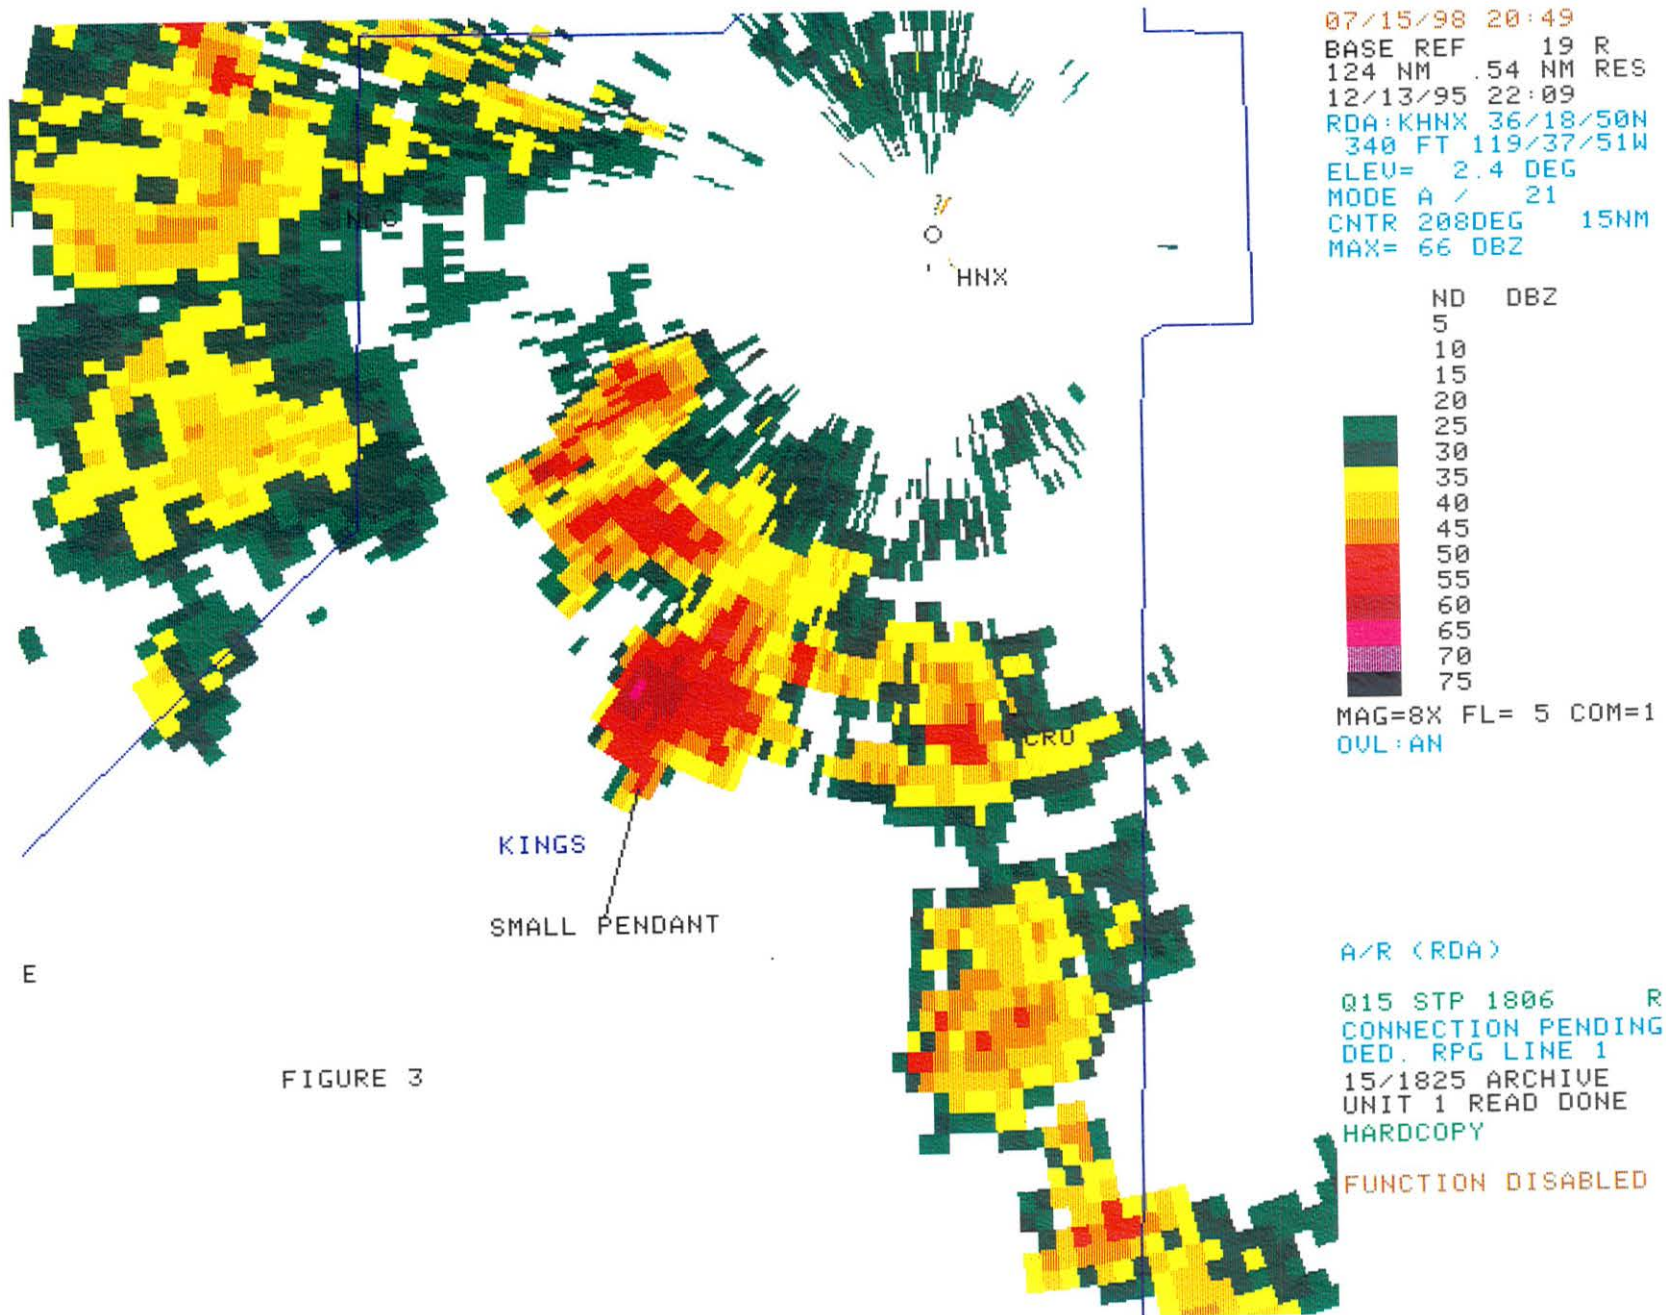 07/15/98 20:49
BASE REF 19 R
124 NM .54 NM RES
12/13/95 22:09
RDA:KHNX 36/18/50N
340 FT 119/37/51W
ELEV= 2.4 DEG
MODE A / 21
CNTR 208DEG 15NM
MAX= 66 DBZ
ND DBZ
5
10
15
20
25
30
35
40
45
50
55
60
65
70
75
MAG=8X FL= 5 COM=1
OVL:AN
A/R (RDA)
Q15 STP 1806 R
CONNECTION PENDING
DED. RPG LINE 1
15/1825 ARCHIVE
UNIT 1 READ DONE
HARDCOPY
FUNCTION DISABLED
HNX
KINGS
SMALL PENDANT
E
FIGURE 3